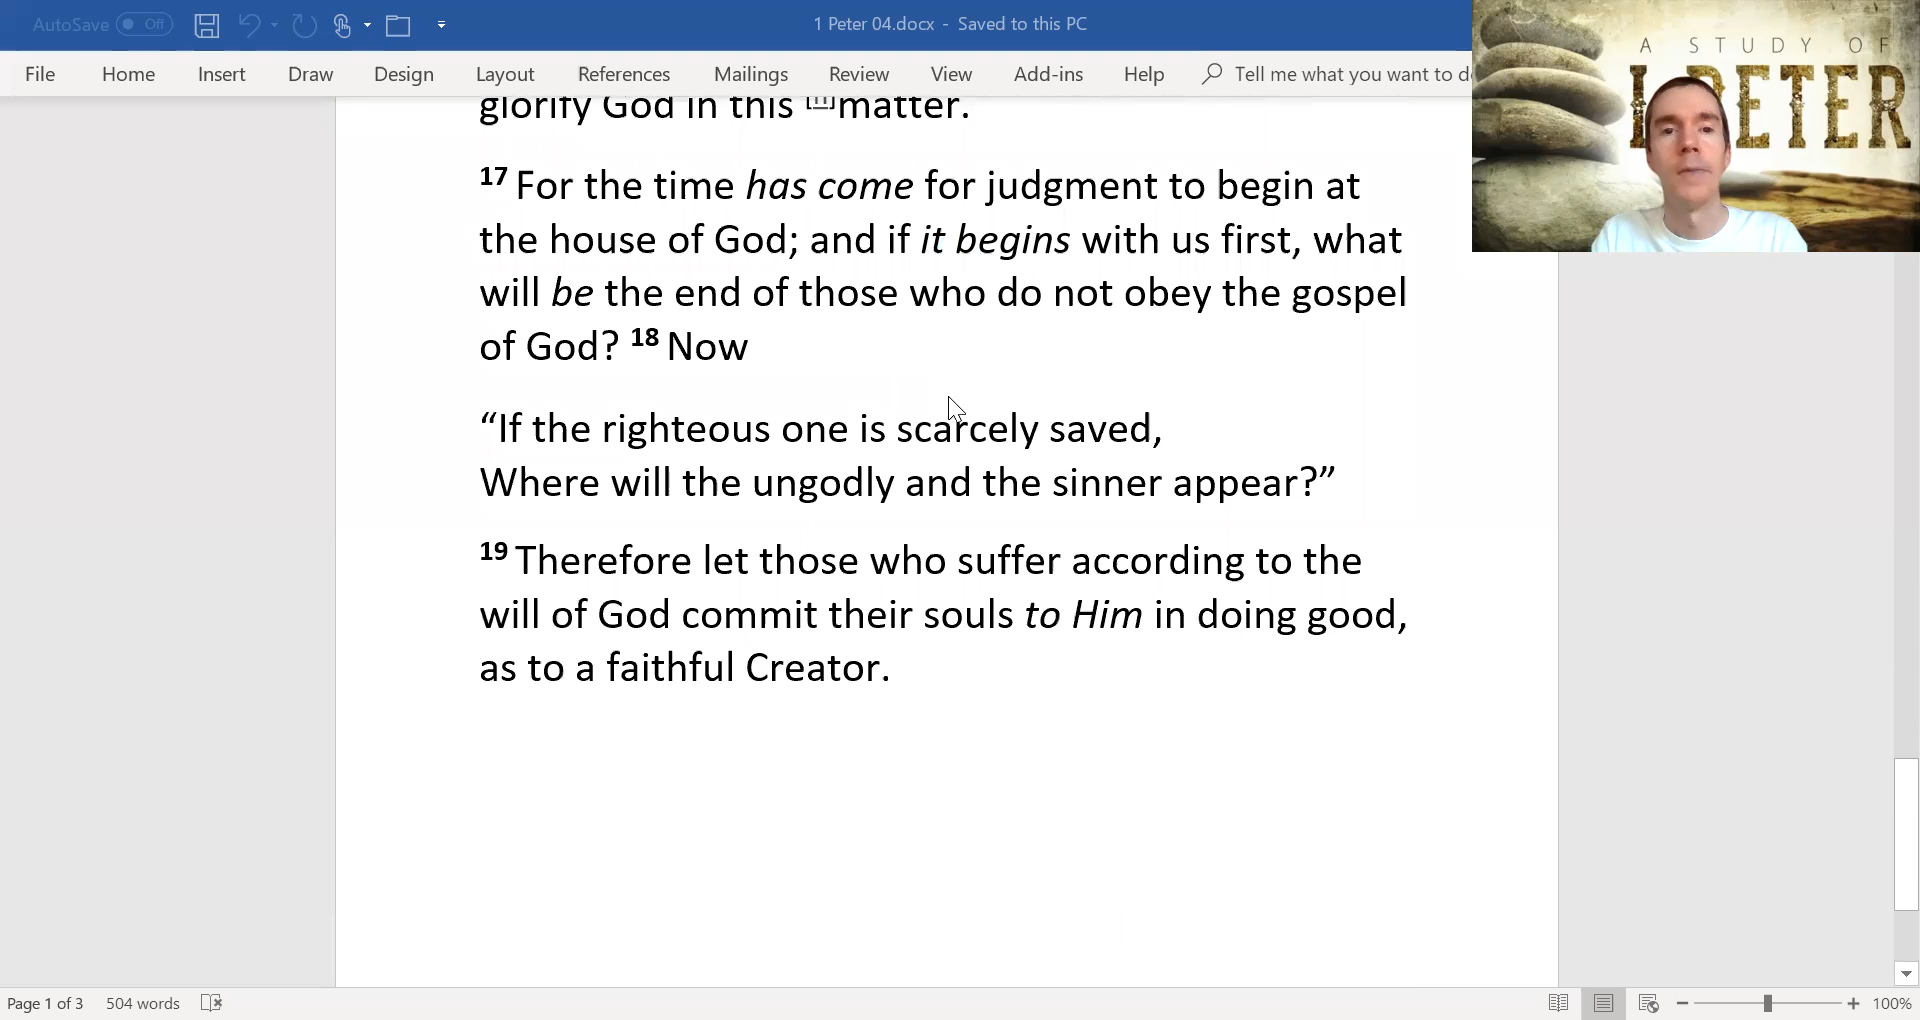 AutoSave Off
1 Peter 04.docx - Saved to this PC
File Home Insert Draw Design Layout References Mailings Review View Add-ins Help Tell me what you want to d
A STUDY OF
PETER
glorify God in this matter.
17 For the time has come for judgment to begin at
the house of God; and if it begins with us first, what
will be the end of those who do not obey the gospel
of God? 18 Now
“If the righteous one is scarcely saved,
Where will the ungodly and the sinner appear?”
19 Therefore let those who suffer according to the
will of God commit their souls to Him in doing good,
as to a faithful Creator.
Page 1 of 3 504 words
100%